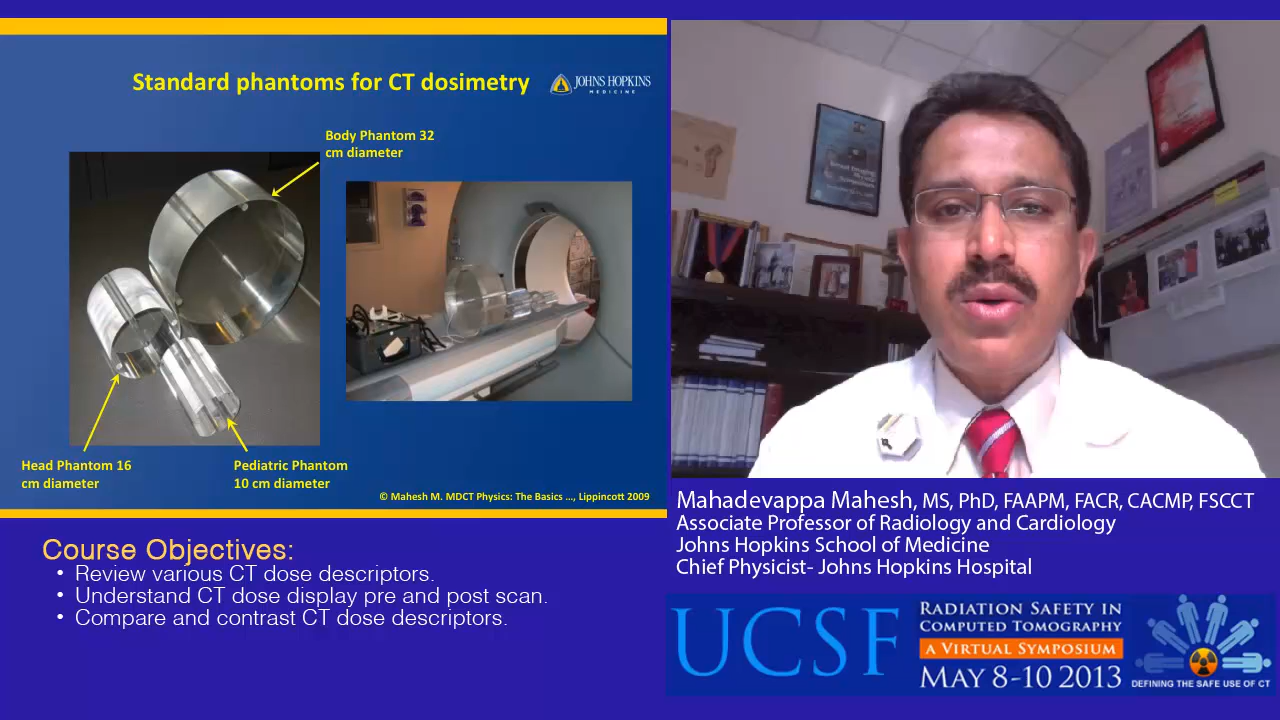 Standard phantoms for CT dosimetry
JOHNS HOPKINS
MEDICINE
Body Phantom 32
cm diameter
Head Phantom 16
cm diameter
Pediatric Phantom
10 cm diameter
© Mahesh M. MDCT Physics: The Basics ..., Lippincott 2009
Course Objectives:
• Review various CT dose descriptors.
• Understand CT dose display pre and post scan.
• Compare and contrast CT dose descriptors.
Mahadevappa Mahesh, MS, PhD, FAAPM, FACR, CACMP, FSCCT
Associate Professor of Radiology and Cardiology
Johns Hopkins School of Medicine
Chief Physicist- Johns Hopkins Hospital
UCSF
RADIATION SAFETY IN
COMPUTED TOMOGRAPHY
A VIRTUAL SYMPOSIUM
MAY 8-10 2013
DEFINING THE SAFE USE OF CT